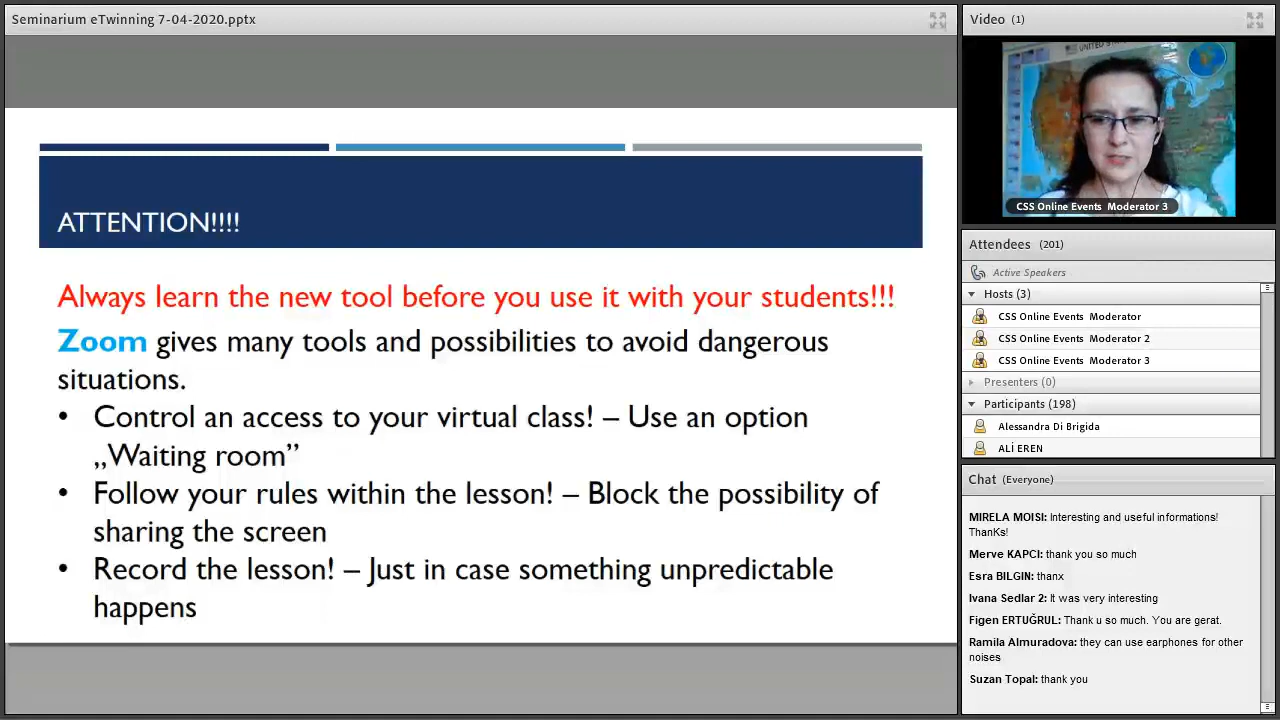 Seminarium eTwinning 7-04-2020.pptx
ATTENTION!!!!
Always learn the new tool before you use it with your students!!!
Zoom gives many tools and possibilities to avoid dangerous
situations.
• Control an access to your virtual class! – Use an option
„Waiting room”
• Follow your rules within the lesson! – Block the possibility of
sharing the screen
• Record the lesson! – Just in case something unpredictable
happens
Video (1)
UNITED
CSS Online Events Moderator 3
Attendees (201)
Active Speakers
Hosts (3)
CSS Online Events Moderator
CSS Online Events Moderator 2
CSS Online Events Moderator 3
Presenters (0)
Participants (198)
Alessandra Di Brigida
ALİ EREN
Chat (Everyone)
MIRELA MOISI: Interesting and useful informations!
ThanKs!
Merve KAPCI: thank you so much
Esra BILGIN: thanx
Ivana Sedlar 2: It was very interesting
Figen ERTUĞRUL: Thank u so much. You are gerat.
Ramila Almuradova: they can use earphones for other
noises
Suzan Topal: thank you